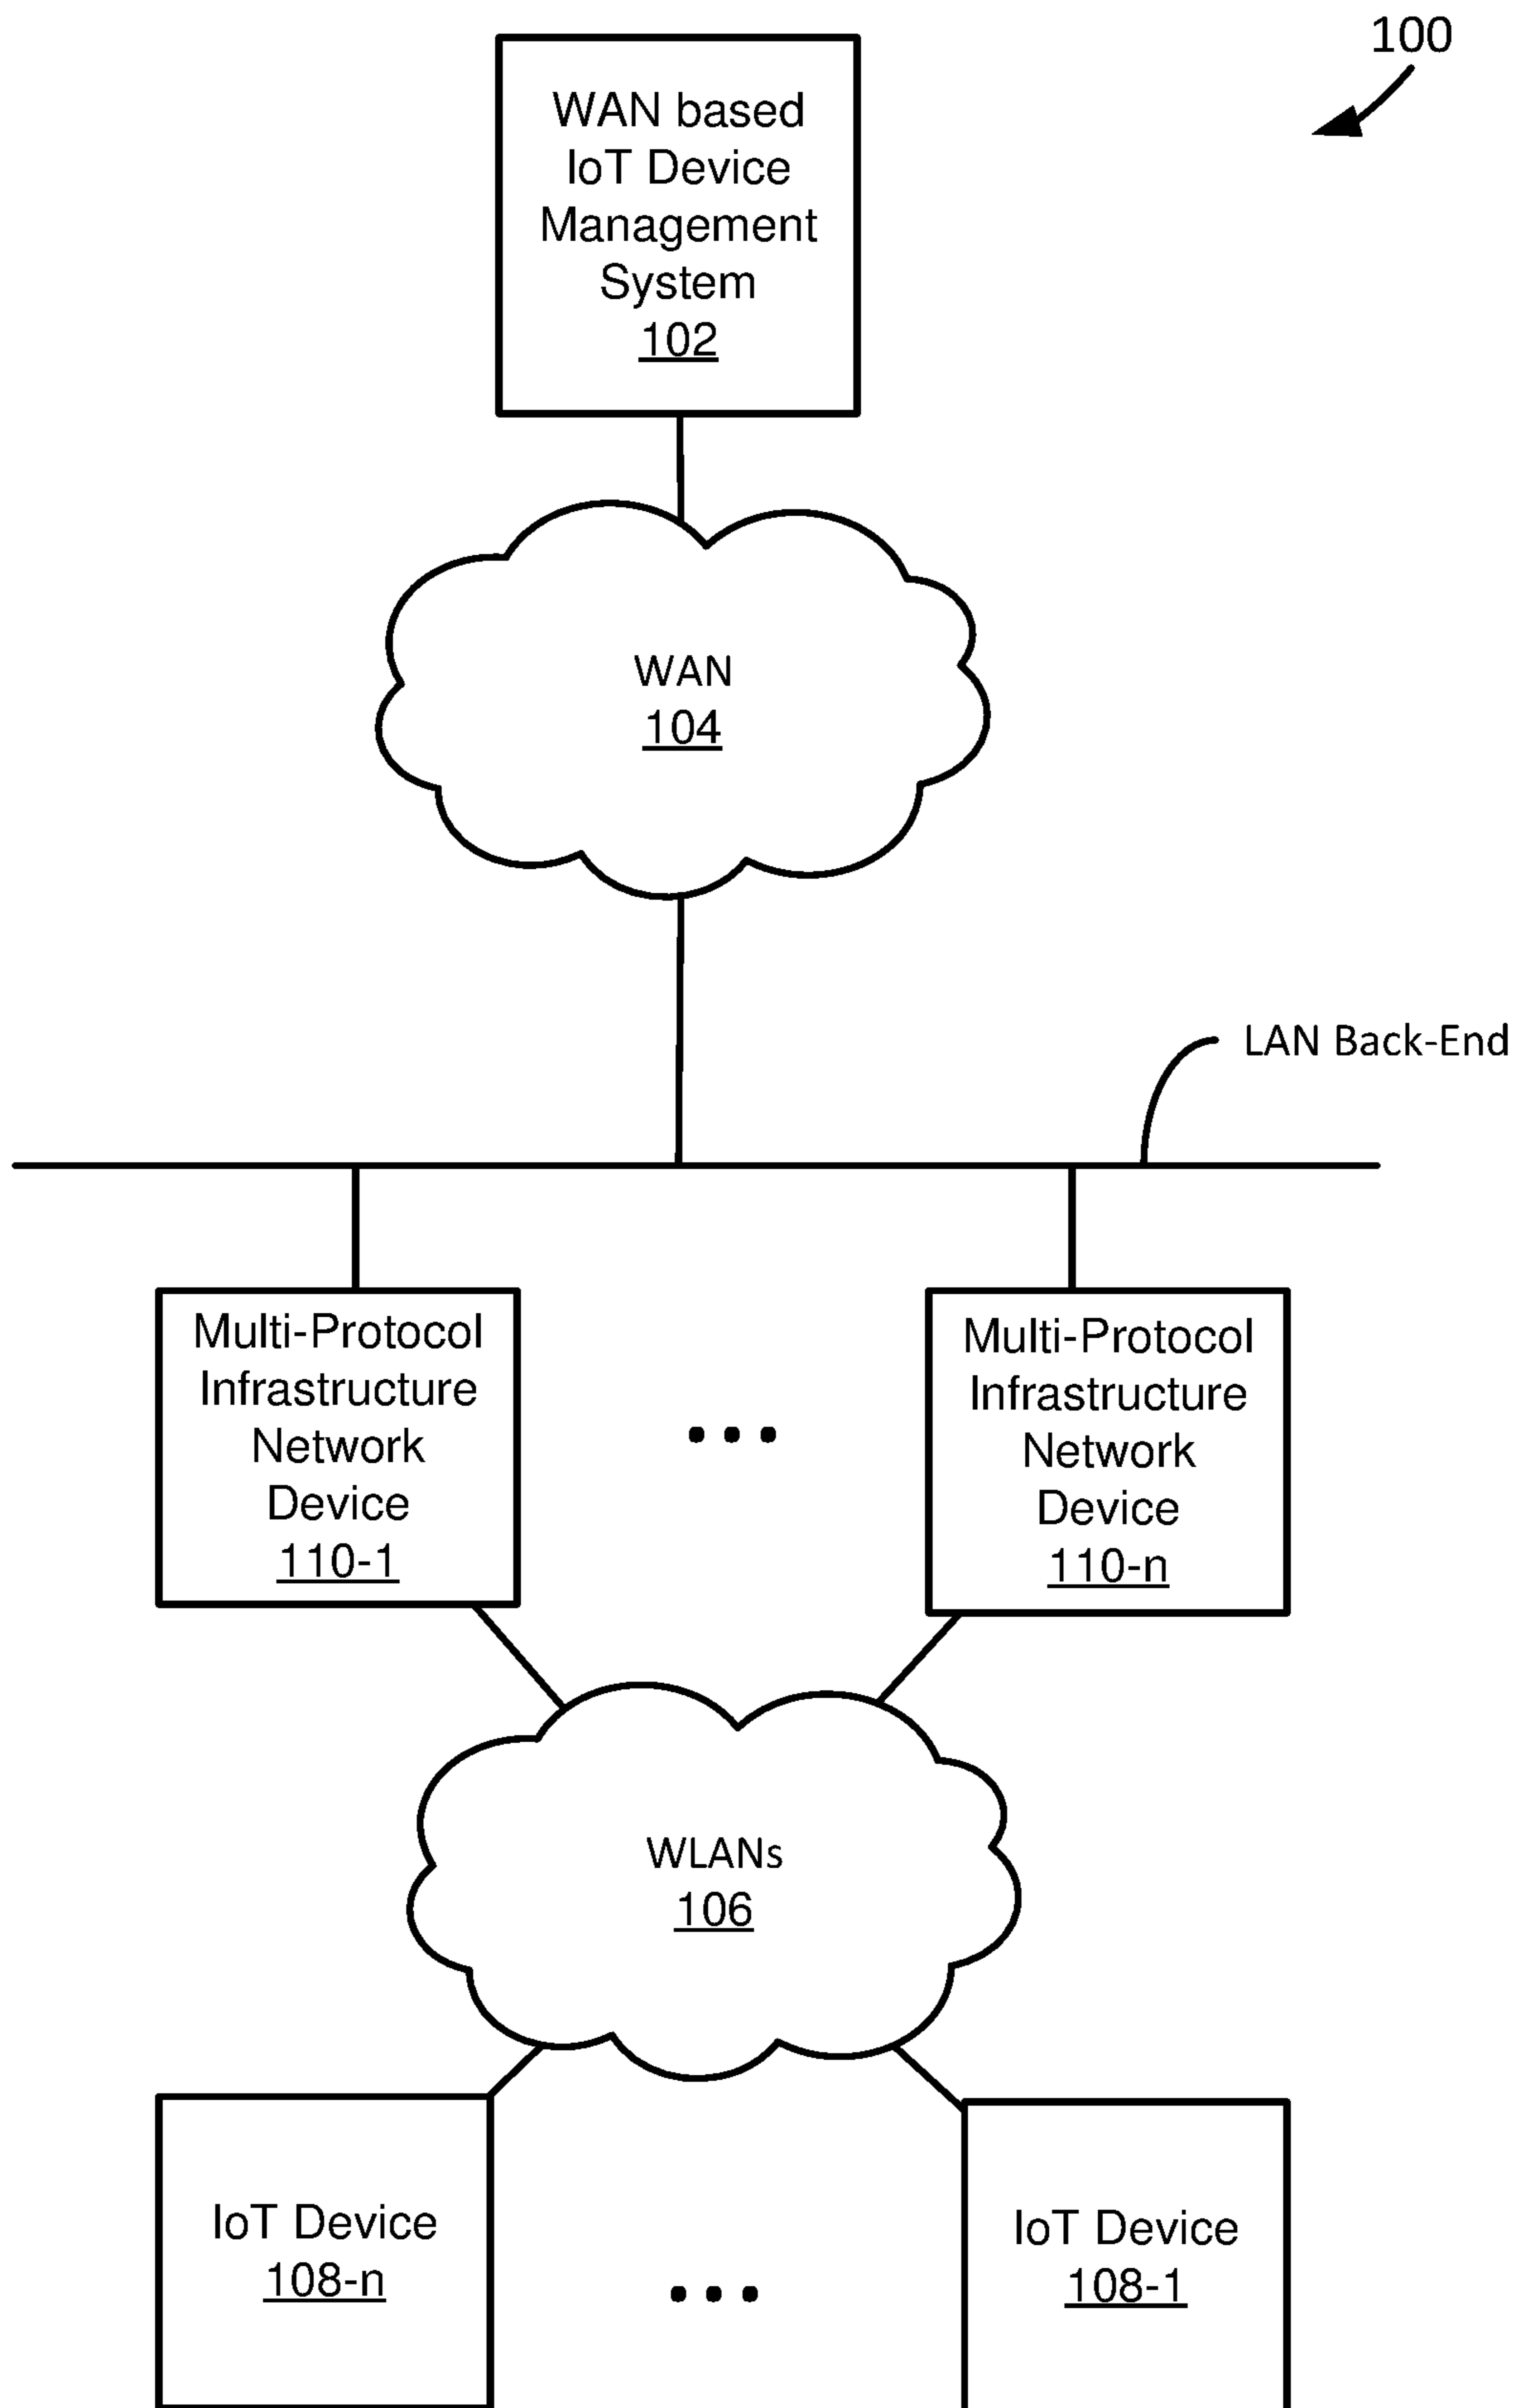 100
WAN based
IoT Device
Management
System
102
WAN
104
LAN Back-End
Multi-Protocol
Infrastructure
Network
Device
110-1
Multi-Protocol
Infrastructure
Network
Device
110-n
WLANs
106
IoT Device
108-n
IoT Device
108-1